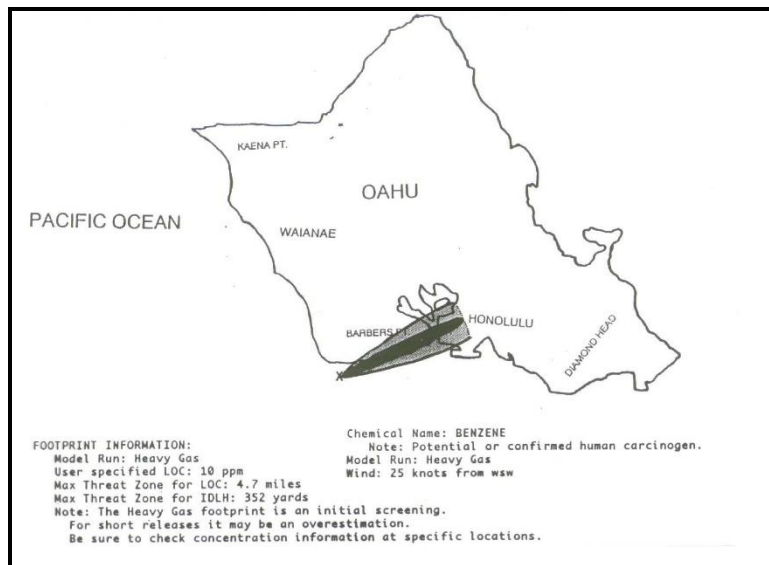 KAENA PT.
OAHU
PACIFIC OCEAN
WAIANAE
BARBERS PT.
HONOLULU
DIAMOND HEAD
X
FOOTPRINT INFORMATION:
Model Run: Heavy Gas
User specified LOC: 10 ppm
Max Threat Zone for LOC: 4.7 miles
Max Threat Zone for IDLH: 352 yards
Note: The Heavy Gas footprint is an initial screening.
For short releases it may be an overestimation.
Be sure to check concentration information at specific locations.
Chemical Name: BENZENE
Note: Potential or confirmed human carcinogen.
Model Run: Heavy Gas
Wind: 25 knots from wsw